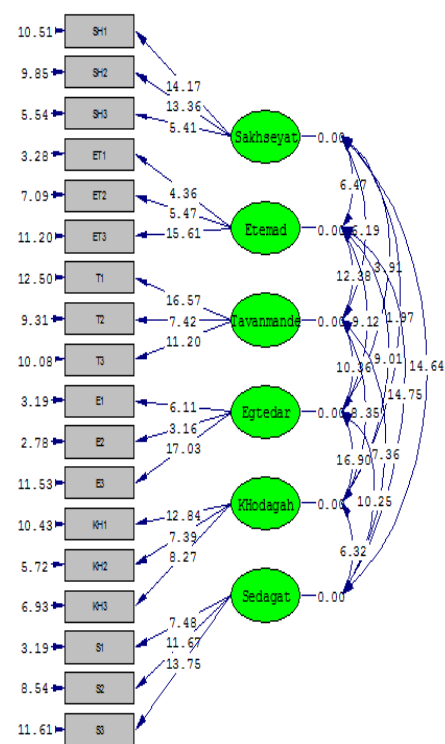 10.51 SH1
9.85 SH2
14.17
13.36
5.54 SH3
5.41
Sakhseyat 0.00
3.28 ET1
4.36
6.47
7.09 ET2
5.47
Etemad 0.00 6.19
11.20 ET3
15.61
3.91
12.50 T1
12.38
16.57
9.31 T2
7.42
Tavanmande 0.00 9.12 1.97
10.08 T3
11.20
10.36 9.01 14.64
3.19 E1
6.11
14.75
2.78 E2
3.16
Egtedar 0.00 8.35
11.53 E3
17.03
16.90 7.36
10.43 KH1
12.84
KHodagah 0.00 10.25
5.72 KH2
7.39
6.93 KH3
8.27
6.32
3.19 S1
7.48
Sedagat 0.00
8.54 S2
11.67
13.75
11.61 S3